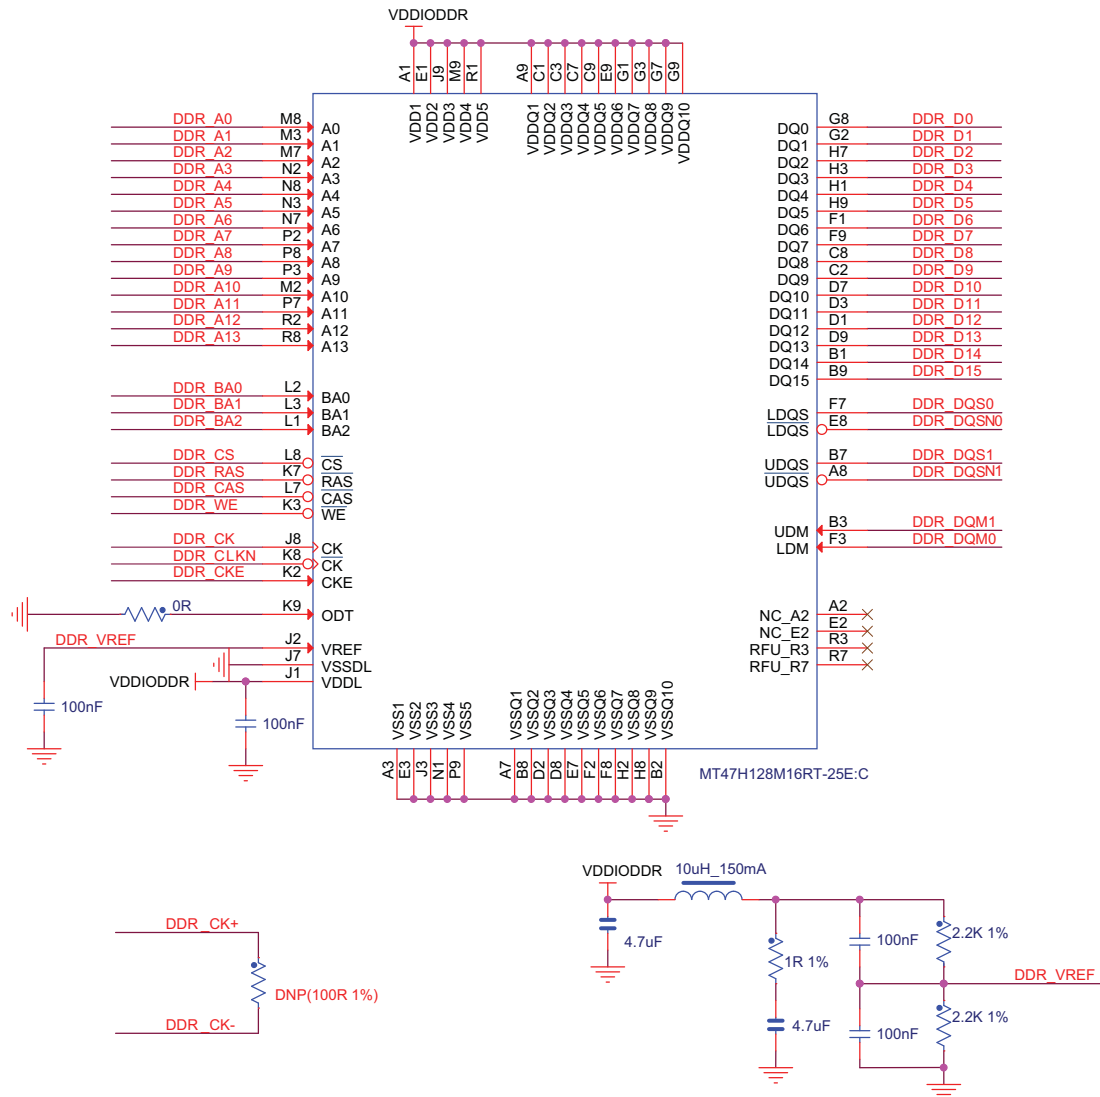 VDDIODDR
A1 E1 J9 M9 R1 A9 C1 C3 C7 C9 E9 G1 G3 G7 G9
VDD1 VDD2 VDD3 VDD4 VDD5 VDDQ1 VDDQ2 VDDQ3 VDDQ4 VDDQ5 VDDQ6 VDDQ7 VDDQ8 VDDQ9 VDDQ10
DDR_A0 M8 A0
DDR_A1 M3 A1
DDR_A2 M7 A2
DDR_A3 N2 A3
DDR_A4 N8 A4
DDR_A5 N3 A5
DDR_A6 N7 A6
DDR_A7 P2 A7
DDR_A8 P8 A8
DDR_A9 P3 A9
DDR_A10 M2 A10
DDR_A11 P7 A11
DDR_A12 R2 A12
DDR_A13 R8 A13
DDR_BA0 L2 BA0
DDR_BA1 L3 BA1
DDR_BA2 L1 BA2
DDR_CS L8 CS
DDR_RAS K7 RAS
DDR_CAS L7 CAS
DDR_WE K3 WE
DDR_CK J8 CK
DDR_CLKN K8 CK
DDR_CKE K2 CKE
0R K9 ODT
DDR_VREF J2 VREF
J7 VSSDL
VDDIODDR J1 VDDL
100nF
100nF
DQ0 G8 DDR_D0
DQ1 G2 DDR_D1
DQ2 H7 DDR_D2
DQ3 H3 DDR_D3
DQ4 H1 DDR_D4
DQ5 H9 DDR_D5
DQ6 F1 DDR_D6
DQ7 F9 DDR_D7
DQ8 C8 DDR_D8
DQ9 C2 DDR_D9
DQ10 D7 DDR_D10
DQ11 D3 DDR_D11
DQ12 D1 DDR_D12
DQ13 D9 DDR_D13
DQ14 B1 DDR_D14
DQ15 B9 DDR_D15
LDQS F7 DDR_DQS0
LDQS E8 DDR_DQSN0
UDQS B7 DDR_DQS1
UDQS A8 DDR_DQSN1
UDM B3 DDR_DQM1
LDM F3 DDR_DQM0
NC_A2 A2
NC_E2 E2
RFU_R3 R3
RFU_R7 R7
VSS1 VSS2 VSS3 VSS4 VSS5 VSSQ1 VSSQ2 VSSQ3 VSSQ4 VSSQ5 VSSQ6 VSSQ7 VSSQ8 VSSQ9 VSSQ10
A3 E3 J3 N1 P9 A7 B8 D2 D8 E7 F2 F8 H2 H8 B2
MT47H128M16RT-25E:C
DDR_CK+
DNP(100R 1%)
DDR_CK-
VDDIODDR
10uH_150mA
4.7uF
1R 1%
4.7uF
100nF
2.2K 1%
DDR_VREF
100nF
2.2K 1%